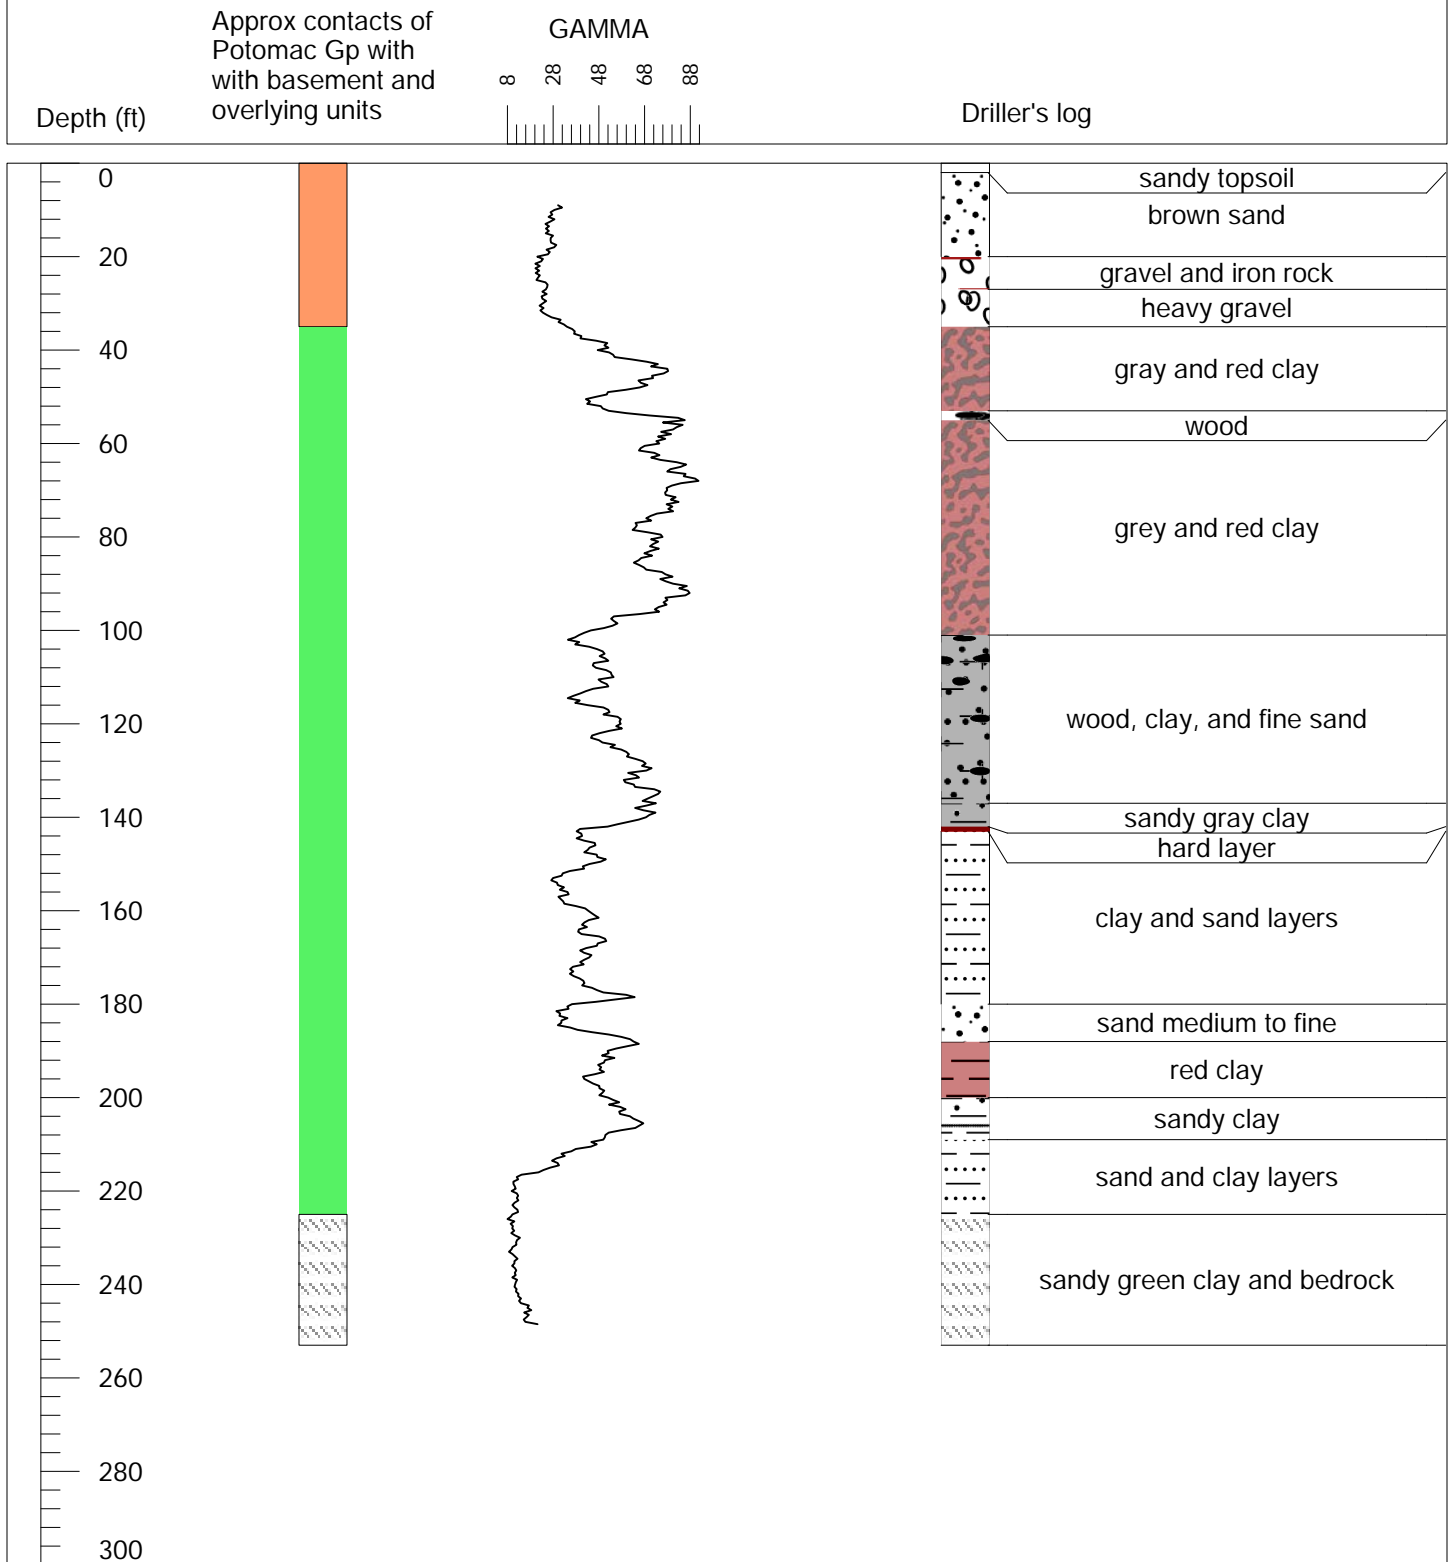 Approx contacts of
Potomac Gp with
with basement and
overlying units
GAMMA
8 28 48 68 88
Depth (ft)
Driller's log
0
sandy topsoil
brown sand
20
gravel and iron rock
heavy gravel
40
gray and red clay
wood
60
grey and red clay
80
100
wood, clay, and fine sand
120
140
sandy gray clay
hard layer
clay and sand layers
160
180
sand medium to fine
red clay
200
sandy clay
sand and clay layers
220
sandy green clay and bedrock
240
260
280
300